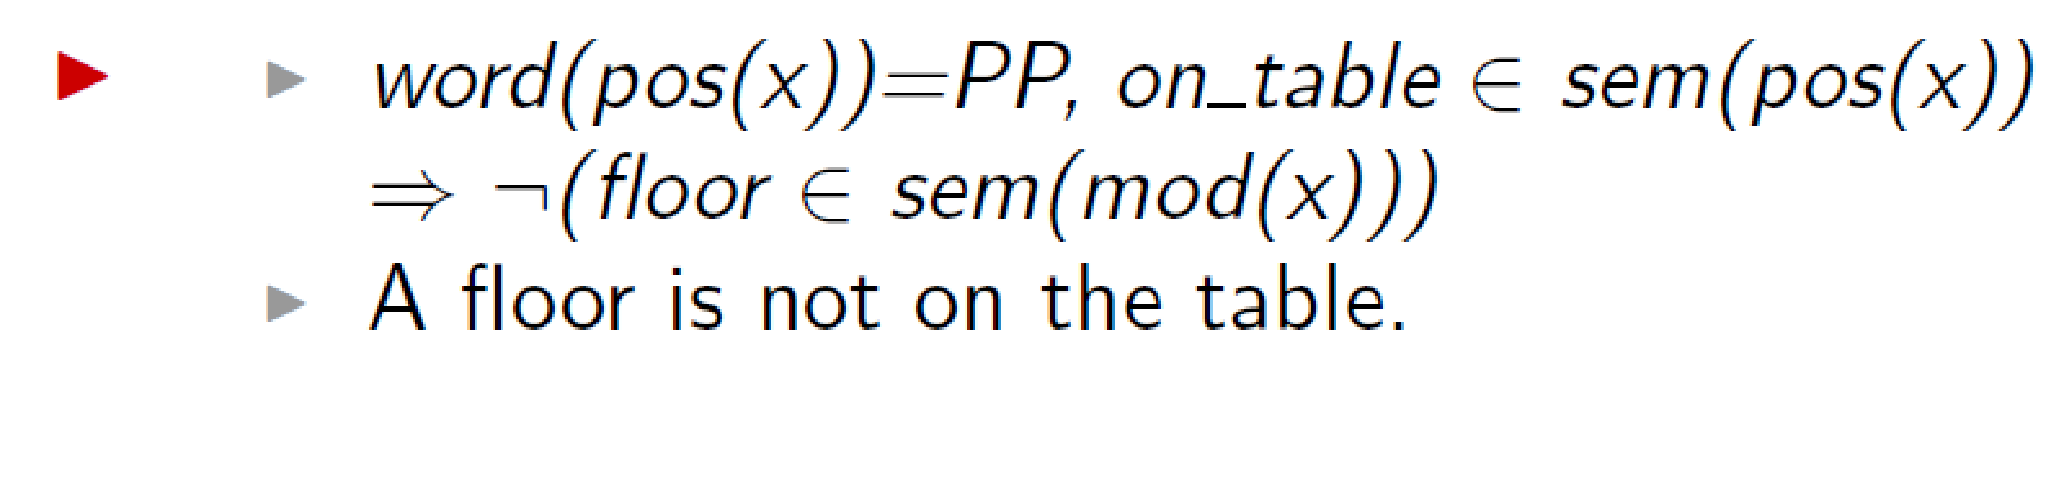 word(pos(x))=PP, on_table ∈ sem(pos(x))
⇒ ¬(floor ∈ sem(mod(x)))
A floor is not on the table.